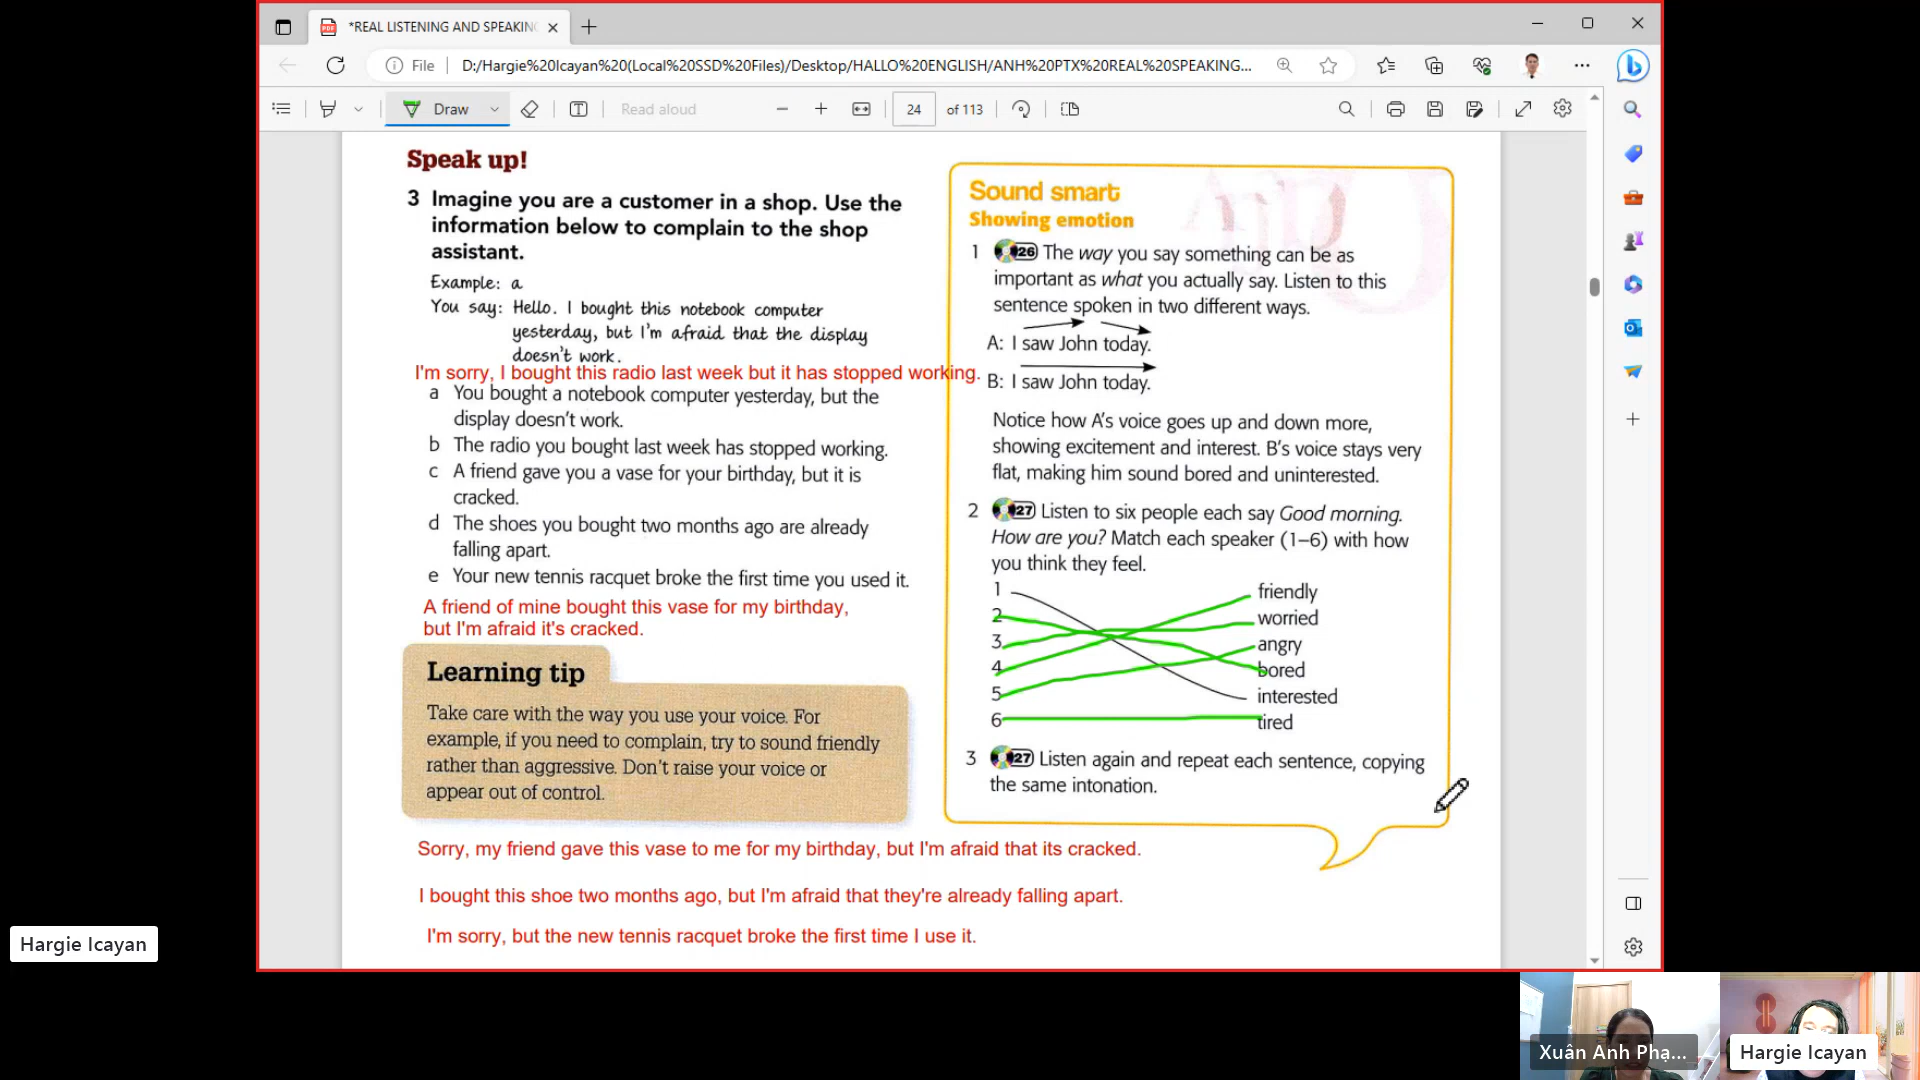 *REAL LISTENING AND SPEAKING
File
D:/Hargie%20Icayan%20(Local%20SSD%20Files)/Desktop/HALLO%20ENGLISH/ANH%20PTX%20REAL%20SPEAKING...
Draw
Read aloud
24 of 113
Speak up!
3 Imagine you are a customer in a shop. Use the
information below to complain to the shop
assistant.
Example: a
You say: Hello. I bought this notebook computer
yesterday, but I'm afraid that the display
doesn't work.
I'm sorry, I bought this radio last week but it has stopped working.
a You bought a notebook computer yesterday, but the
display doesn't work.
b The radio you bought last week has stopped working.
c A friend gave you a vase for your birthday, but it is
cracked.
d The shoes you bought two months ago are already
falling apart.
e Your new tennis racquet broke the first time you used it.
A friend of mine bought this vase for my birthday,
but I'm afraid it's cracked.
Learning tip
Take care with the way you use your voice. For
example, if you need to complain, try to sound friendly
rather than aggressive. Don't raise your voice or
appear out of control.
Sound smart
Showing emotion
1 26 The way you say something can be as
important as what you actually say. Listen to this
sentence spoken in two different ways.
A: I saw John today.
B: I saw John today.
Notice how A's voice goes up and down more,
showing excitement and interest. B's voice stays very
flat, making him sound bored and uninterested.
2 27 Listen to six people each say Good morning.
How are you? Match each speaker (1–6) with how
you think they feel.
1 friendly
2 worried
3 angry
4 bored
5 interested
6 tired
3 27 Listen again and repeat each sentence, copying
the same intonation.
Sorry, my friend gave this vase to me for my birthday, but I'm afraid that its cracked.
I bought this shoe two months ago, but I'm afraid that they're already falling apart.
I'm sorry, but the new tennis racquet broke the first time I use it.
Hargie Icayan
Xuân Anh Phạ...
Hargie Icayan